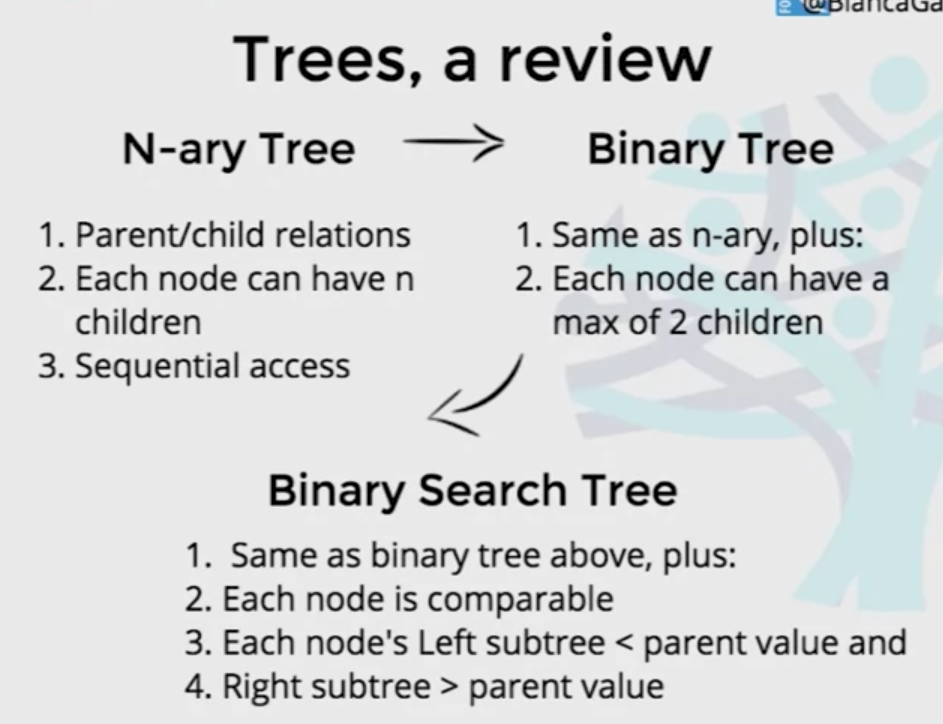 Trees, a review
N-ary Tree
1. Parent/child relations
2. Each node can have n
children
3. Sequential access
Binary Tree
1. Same as n-ary, plus:
2. Each node can have a
max of 2 children
Binary Search Tree
1. Same as binary tree above, plus:
2. Each node is comparable
3. Each node's Left subtree < parent value and
4. Right subtree > parent value